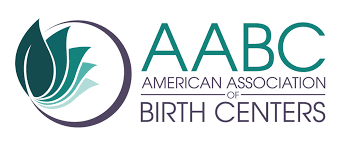 AABC
AMERICAN ASSOCIATION
OF
BIRTH CENTERS